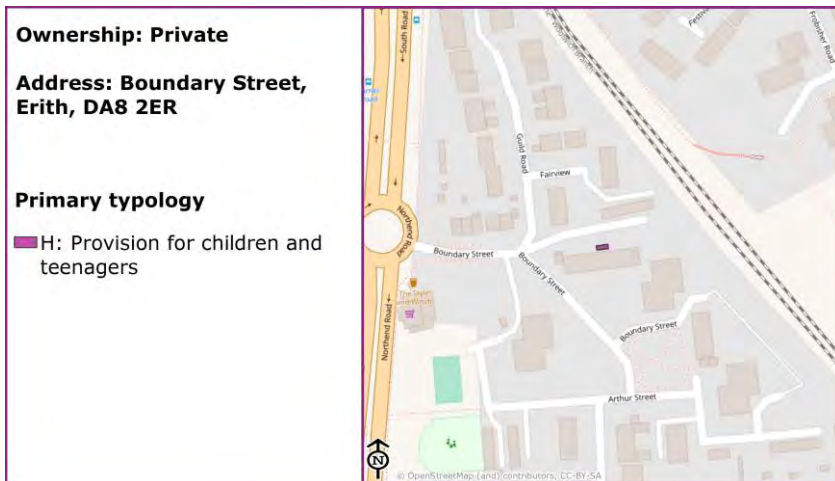 Ownership: Private
Address: Boundary Street,
Erith, DA8 2ER
Primary typology
H: Provision for children and
teenagers
South Road
Frobisher Road
Guild Road
Fairview
Northend Road
Boundary Street
Boundary Street
Northend Road
Boundary Street
Arthur Street
N
© OpenStreetMap (and) contributors, CC-BY-SA